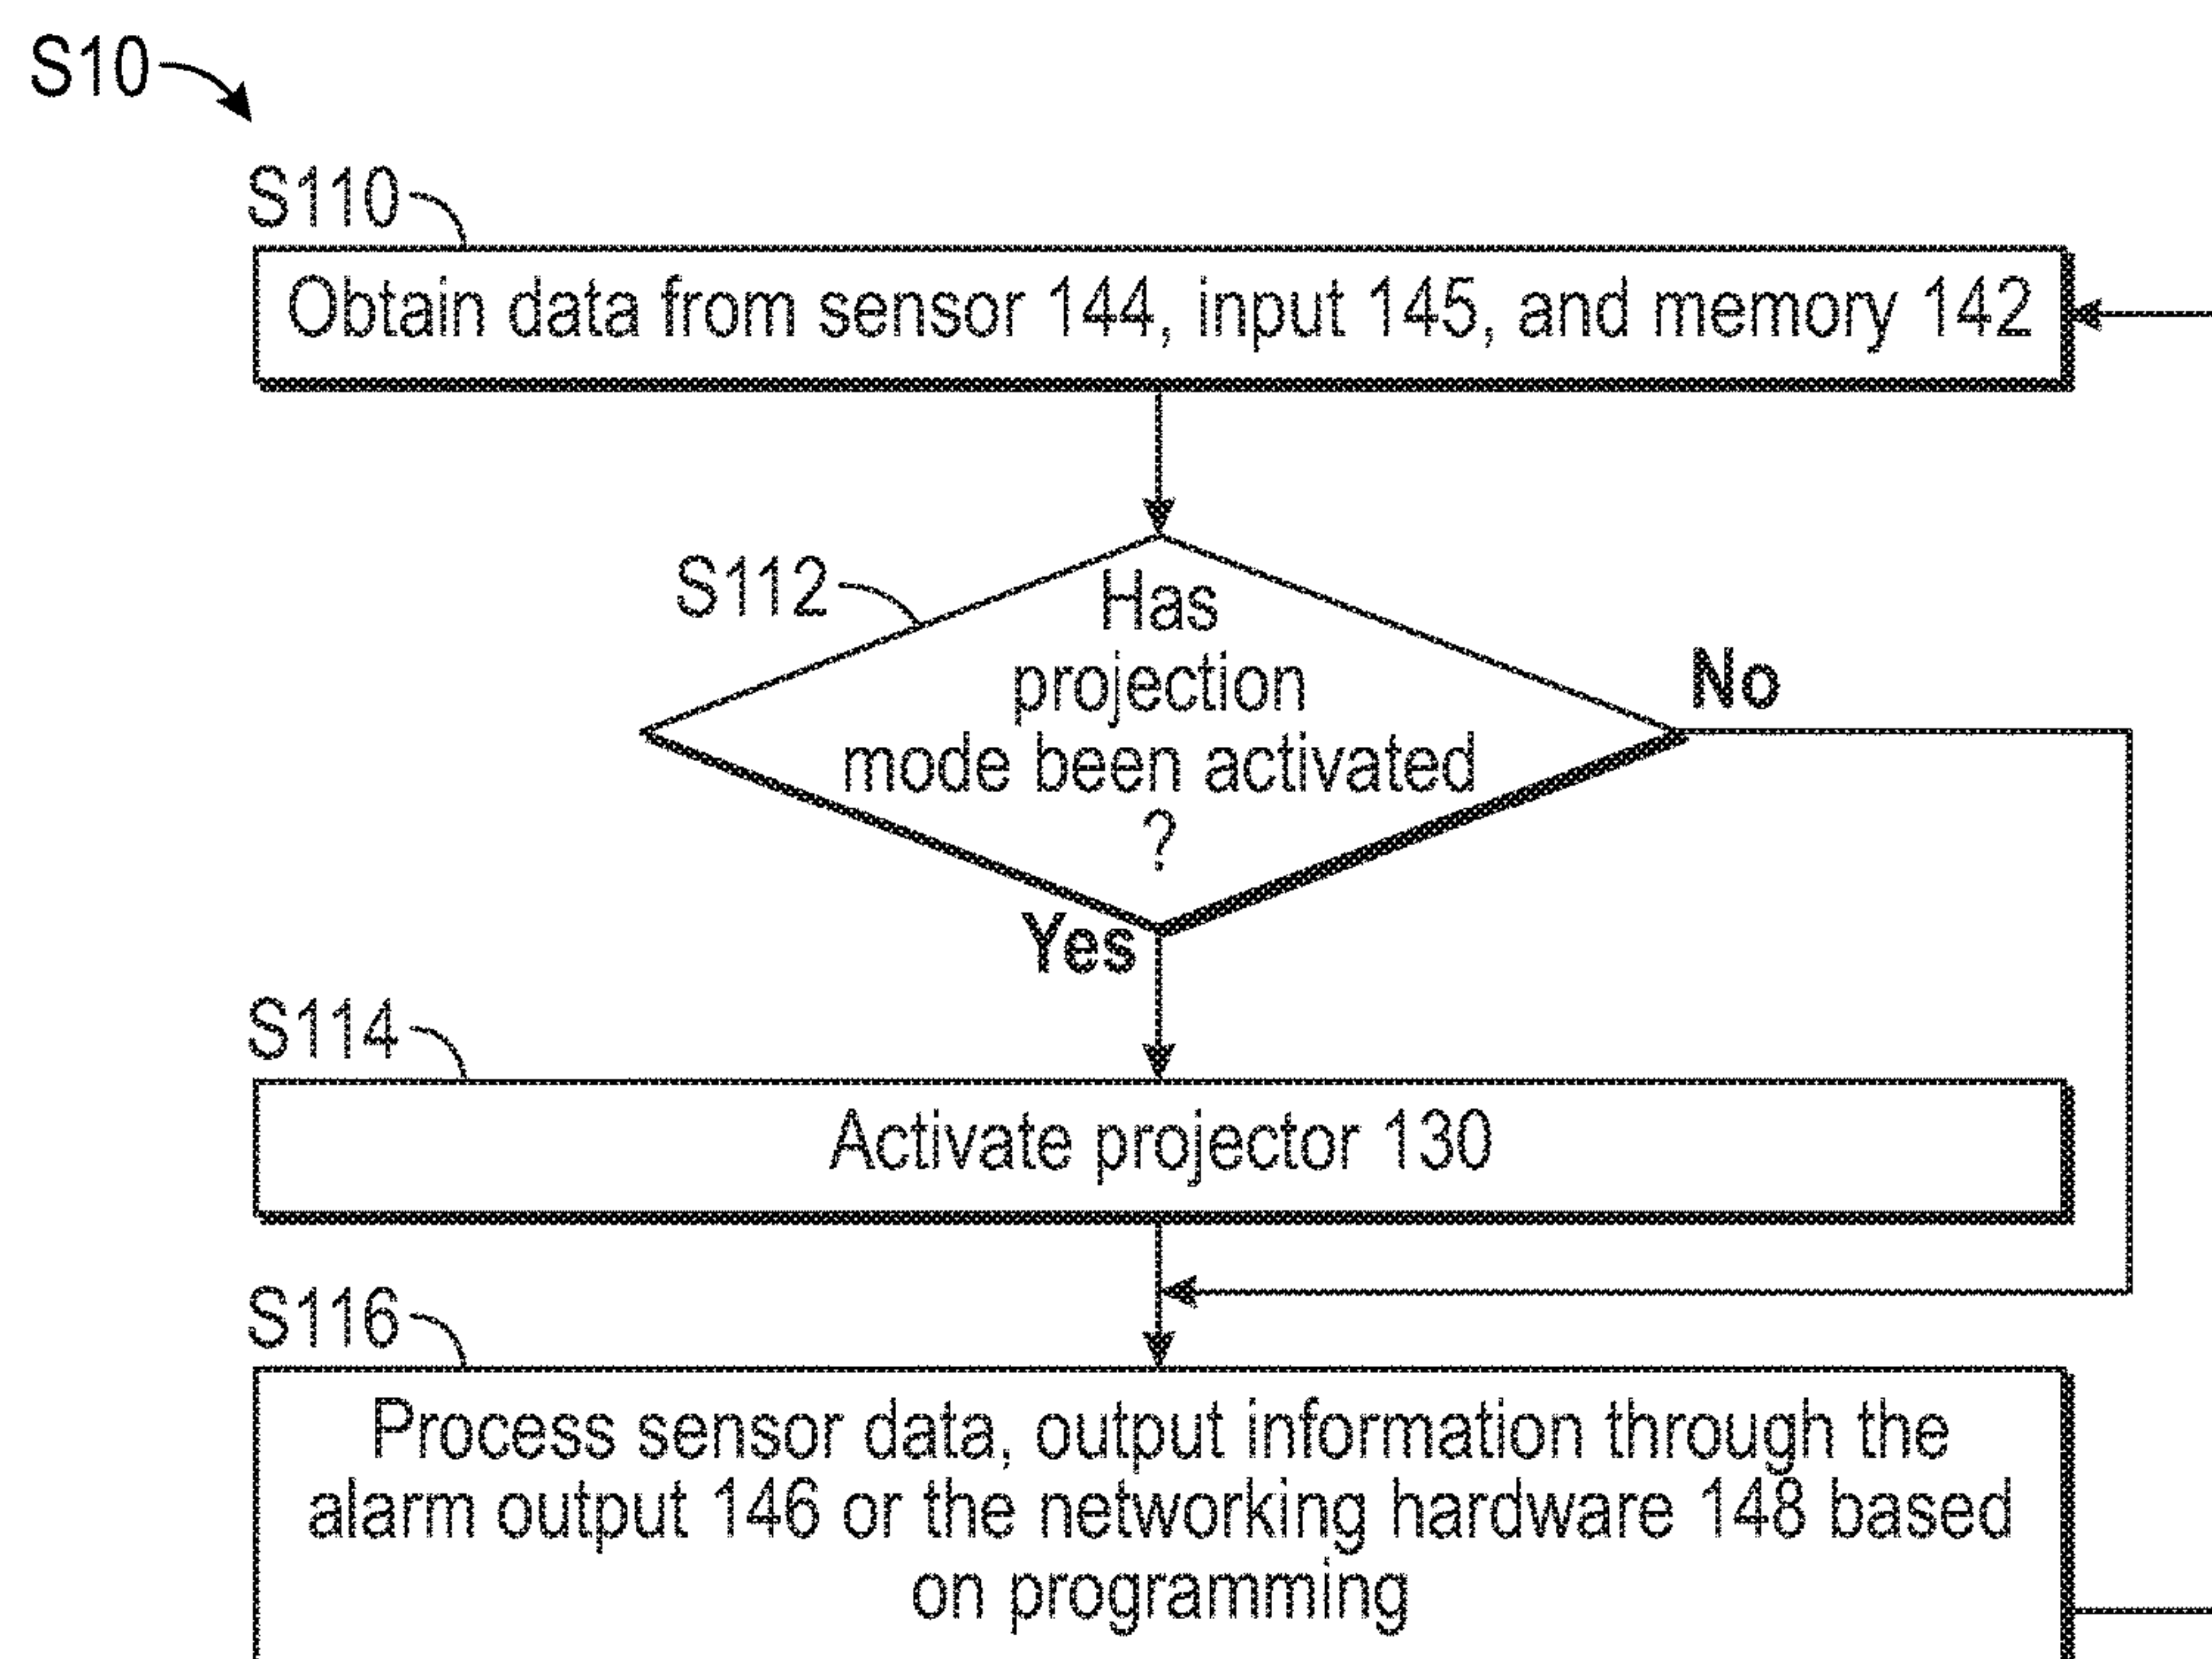 S10
S110
Obtain data from sensor 144, input 145, and memory 142
S112
Has
projection
mode been activated
?
No
Yes
S114
Activate projector 130
S116
Process sensor data, output information through the
alarm output 146 or the networking hardware 148 based
on programming